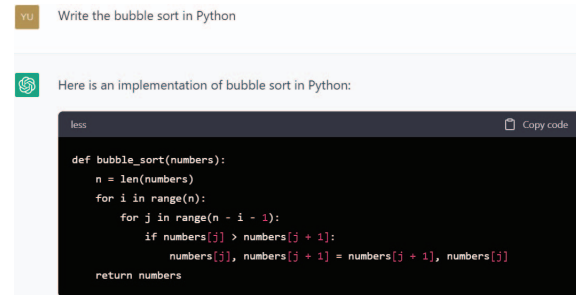 YU
Write the bubble sort in Python
Here is an implementation of bubble sort in Python:
less
Copy code
def bubble_sort(numbers):
    n = len(numbers)
    for i in range(n):
        for j in range(n - i - 1):
            if numbers[j] > numbers[j + 1]:
                numbers[j], numbers[j + 1] = numbers[j + 1], numbers[j]
    return numbers